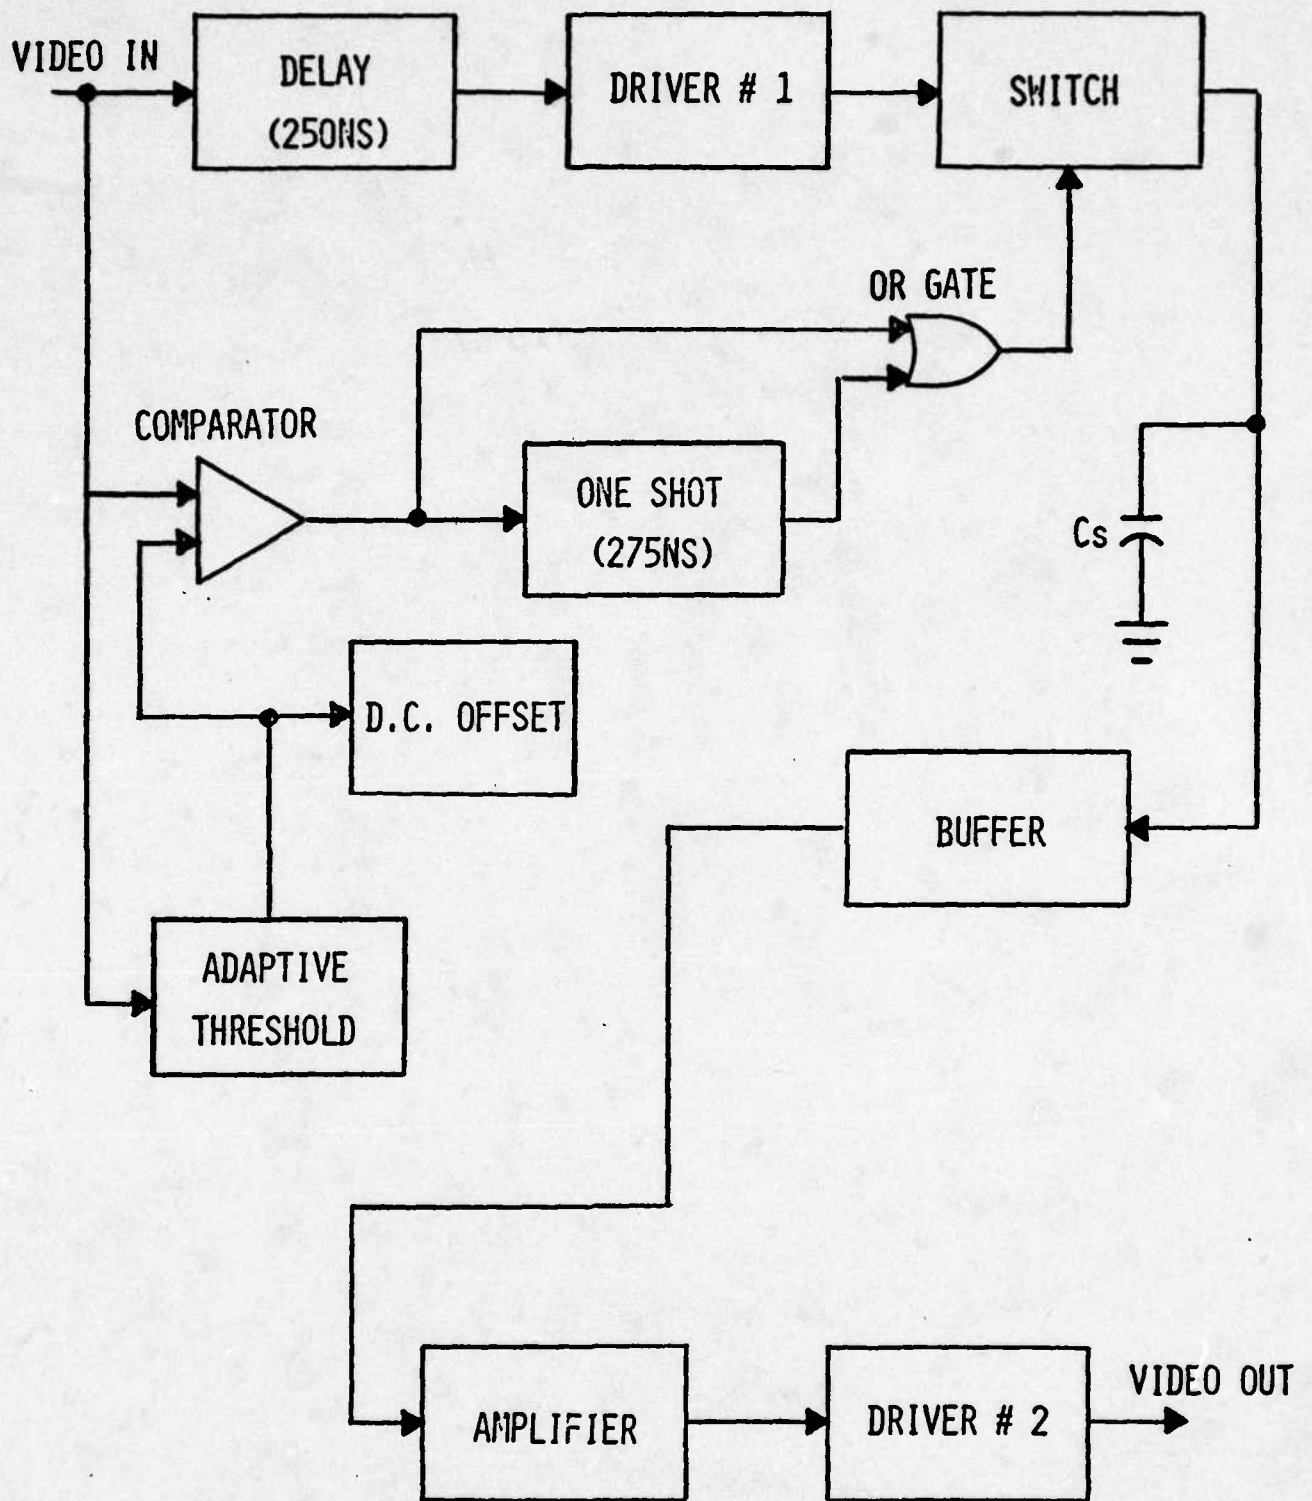 VIDEO IN
DELAY
(250NS)
DRIVER # 1
SWITCH
OR GATE
COMPARATOR
ONE SHOT
(275NS)
Cs
D.C. OFFSET
BUFFER
ADAPTIVE
THRESHOLD
AMPLIFIER
DRIVER # 2
VIDEO OUT